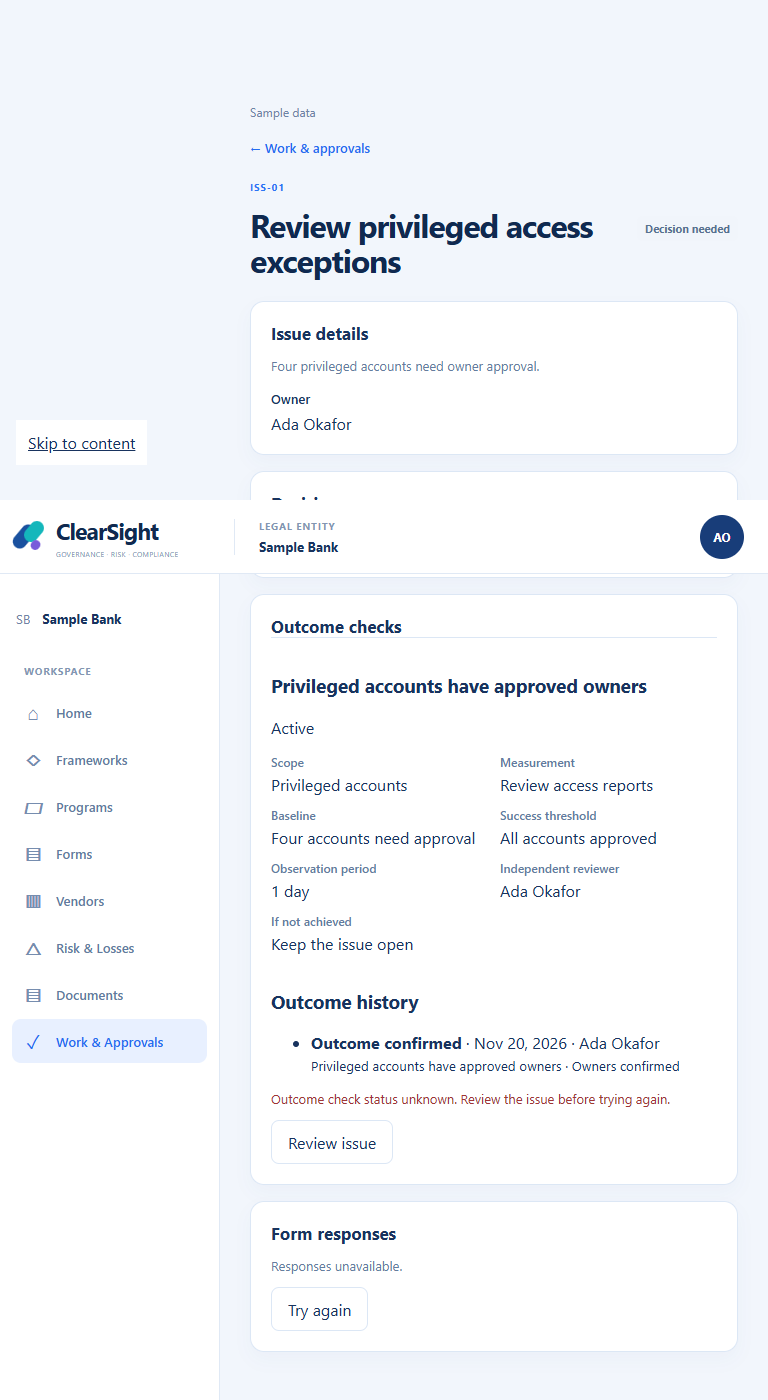 Sample data
← Work & approvals
ISS-01
Review privileged access
exceptions
Decision needed
Issue details
Four privileged accounts need owner approval.
Owner
Ada Okafor
Skip to content
ClearSight
GOVERNANCE · RISK · COMPLIANCE
LEGAL ENTITY
Sample Bank
AO
SB Sample Bank
WORKSPACE
Home
Frameworks
Programs
Forms
Vendors
Risk & Losses
Documents
Work & Approvals
Outcome checks
Privileged accounts have approved owners
Active
Scope
Privileged accounts
Measurement
Review access reports
Baseline
Four accounts need approval
Success threshold
All accounts approved
Observation period
1 day
Independent reviewer
Ada Okafor
If not achieved
Keep the issue open
Outcome history
• Outcome confirmed · Nov 20, 2026 · Ada Okafor
Privileged accounts have approved owners · Owners confirmed
Outcome check status unknown. Review the issue before trying again.
Review issue
Form responses
Responses unavailable.
Try again